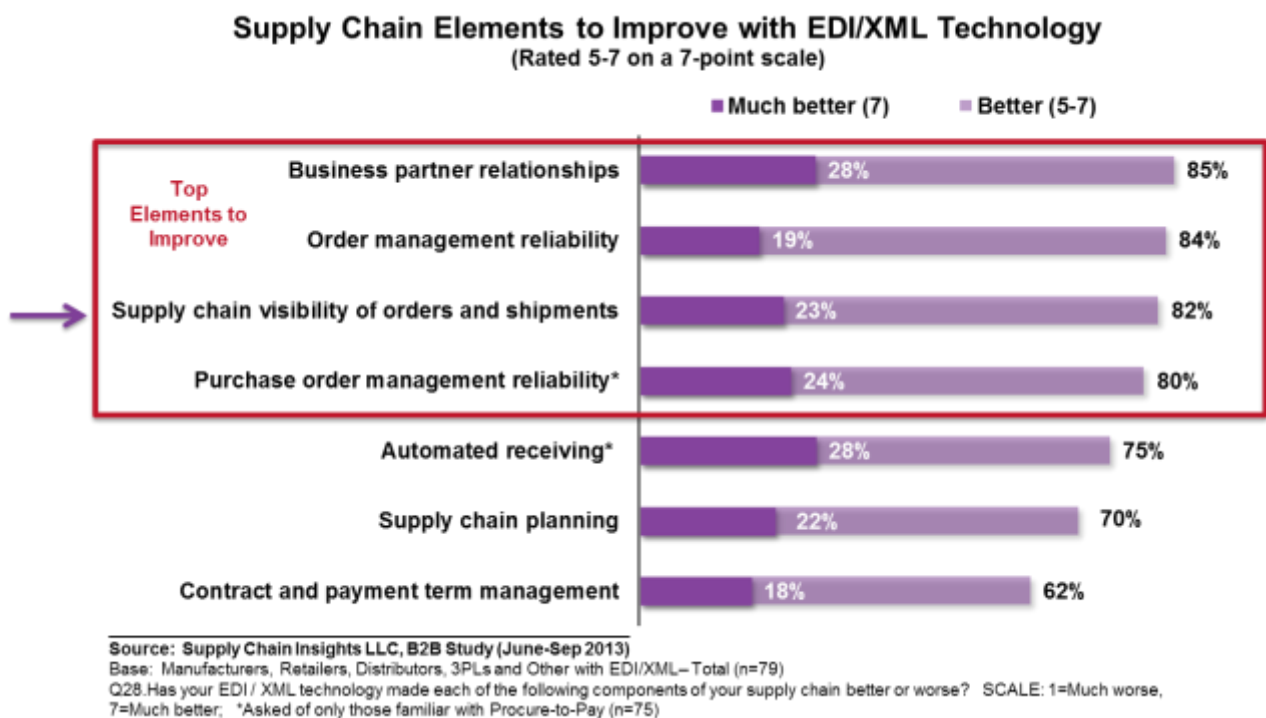 Supply Chain Elements to Improve with EDI/XML Technology
(Rated 5-7 on a 7-point scale)
Much better (7) Better (5-7)
Top
Elements to
Improve
Business partner relationships 28% 85%
Order management reliability 19% 84%
Supply chain visibility of orders and shipments 23% 82%
Purchase order management reliability* 24% 80%
Automated receiving* 28% 75%
Supply chain planning 22% 70%
Contract and payment term management 18% 62%
Source: Supply Chain Insights LLC, B2B Study (June-Sep 2013)
Base: Manufacturers, Retailers, Distributors, 3PLs and Other with EDI/XML– Total (n=79)
Q28.Has your EDI / XML technology made each of the following components of your supply chain better or worse? SCALE: 1=Much worse,
7=Much better; *Asked of only those familiar with Procure-to-Pay (n=75)